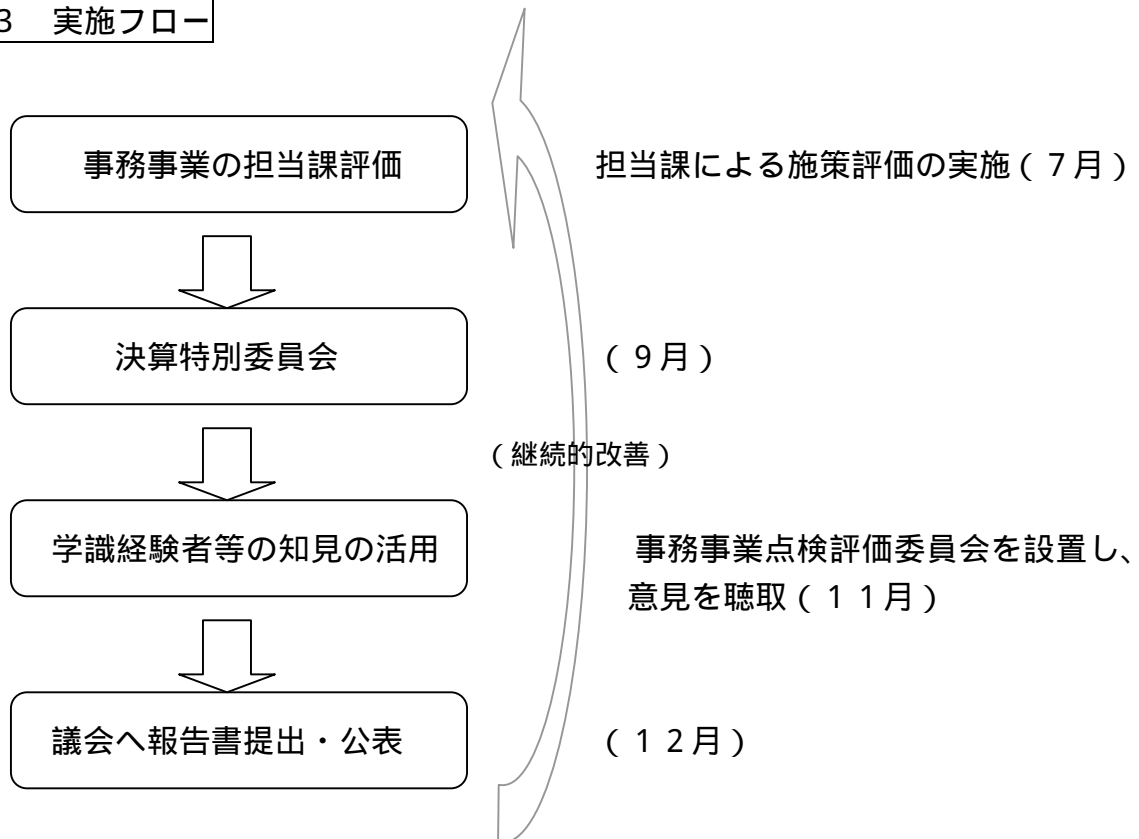 3　実施フロー
事務事業の担当課評価
担当課による施策評価の実施（７月）
決算特別委員会
（９月）
（継続的改善）
学識経験者等の知見の活用
事務事業点検評価委員会を設置し、
意見を聴取（１１月）
議会へ報告書提出・公表
（１２月）